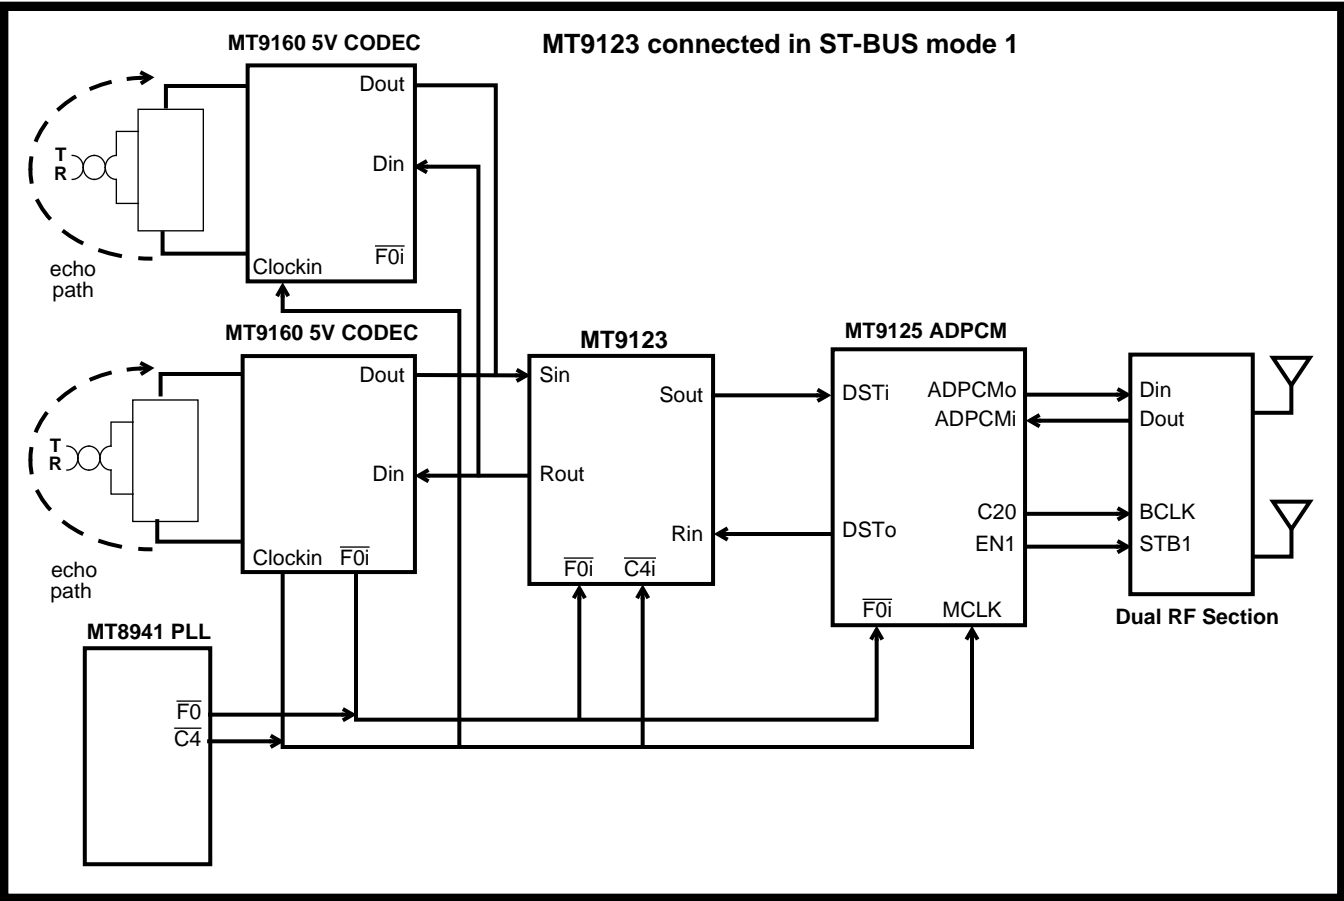 MT9123 connected in ST-BUS mode 1
MT9160 5V CODEC
Dout
Din
F0i
Clockin
T
R
echo
path
MT9160 5V CODEC
Dout
Din
Clockin
F0i
T
R
echo
path
MT9123
Sin
Sout
Rout
Rin
F0i
C4i
MT9125 ADPCM
DSTi
ADPCMo
ADPCMi
C20
DSTo
EN1
F0i
MCLK
Din
Dout
BCLK
STB1
Dual RF Section
MT8941 PLL
F0
C4